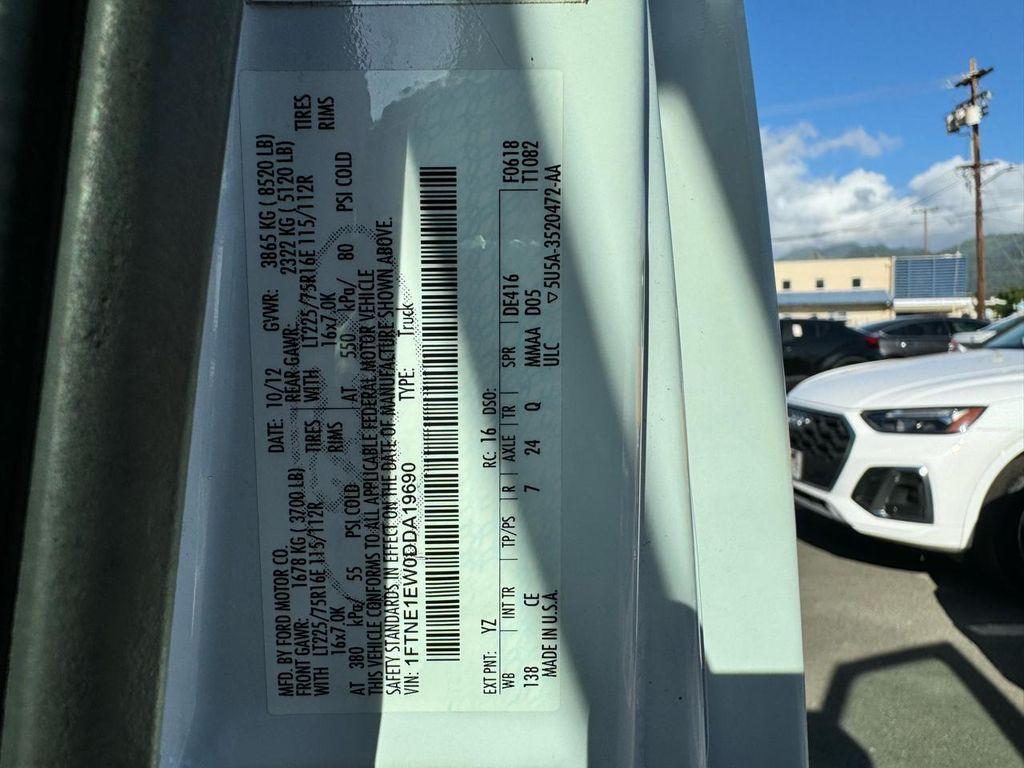 MFD. BY FORD MOTOR CO. DATE: 10/12 GVWR: 3865 KG ( 8520 LB)
FRONT GAWR: 1678 KG ( 3700 LB) REAR GAWR: 2322 KG ( 5120 LB)
WITH LT225/75R16E 115/112R TIRES WITH LT225/75R16E 115/112R TIRES
16x7.0K RIMS 16x7.0K RIMS
AT 380 kPa/ 55 PSI COLD AT 550 kPa/ 80 PSI COLD
THIS VEHICLE CONFORMS TO ALL APPLICABLE FEDERAL MOTOR VEHICLE
SAFETY STANDARDS IN EFFECT ON THE DATE OF MANUFACTURE SHOWN ABOVE.
VIN: 1FTNE1EW0DDA19690 TYPE: Truck
EXT PNT: YZ RC: 16 DSO: F0618
WB INT TR TP/PS R AXLE TR SPR DE416 T1082
138 CE 7 24 Q MMAAA D05
MADE IN U.S.A. ULC ▽5U5A-3520472-AA